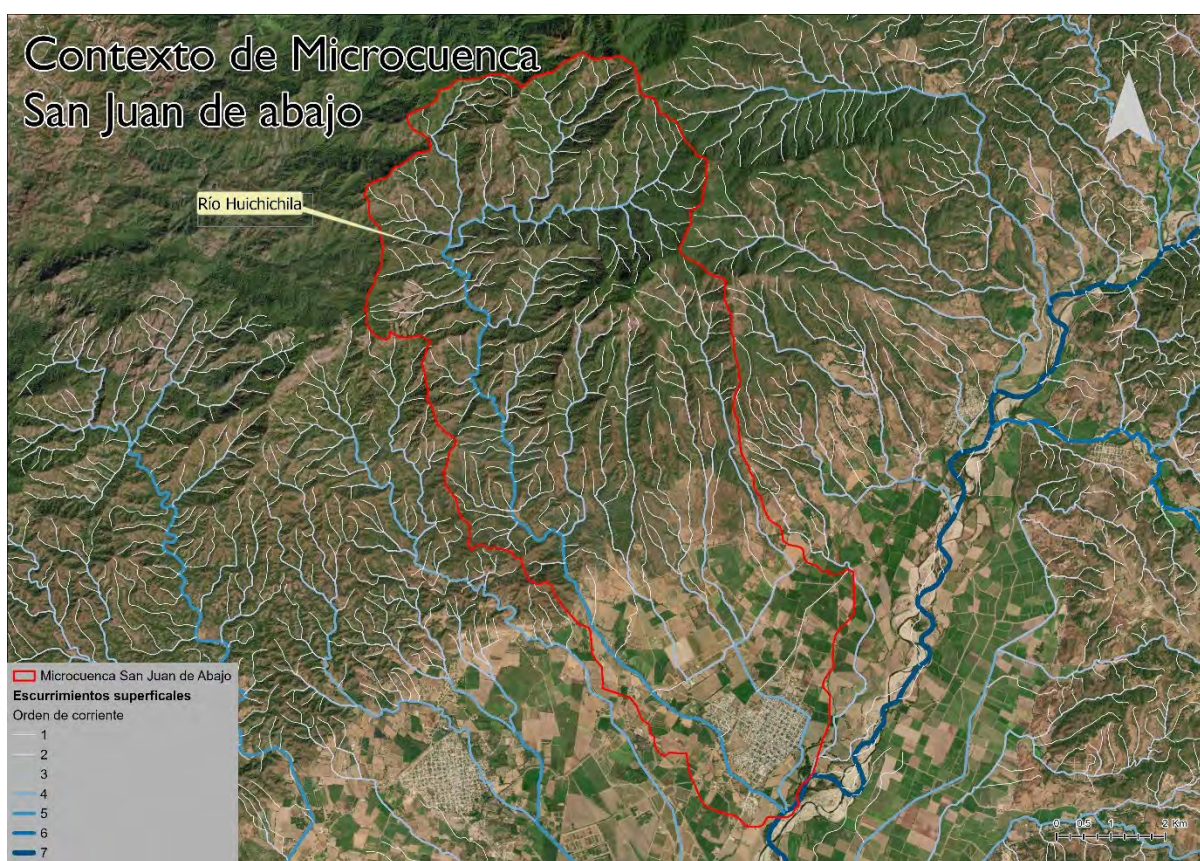 Contexto de Microcuenca
San Juan de abajo
N
Río Huichichila
Microcuenca San Juan de Abajo
Escurrimientos superficales
Orden de corriente
1
2
3
4
5
6
7
0 0.5 1 2 Km